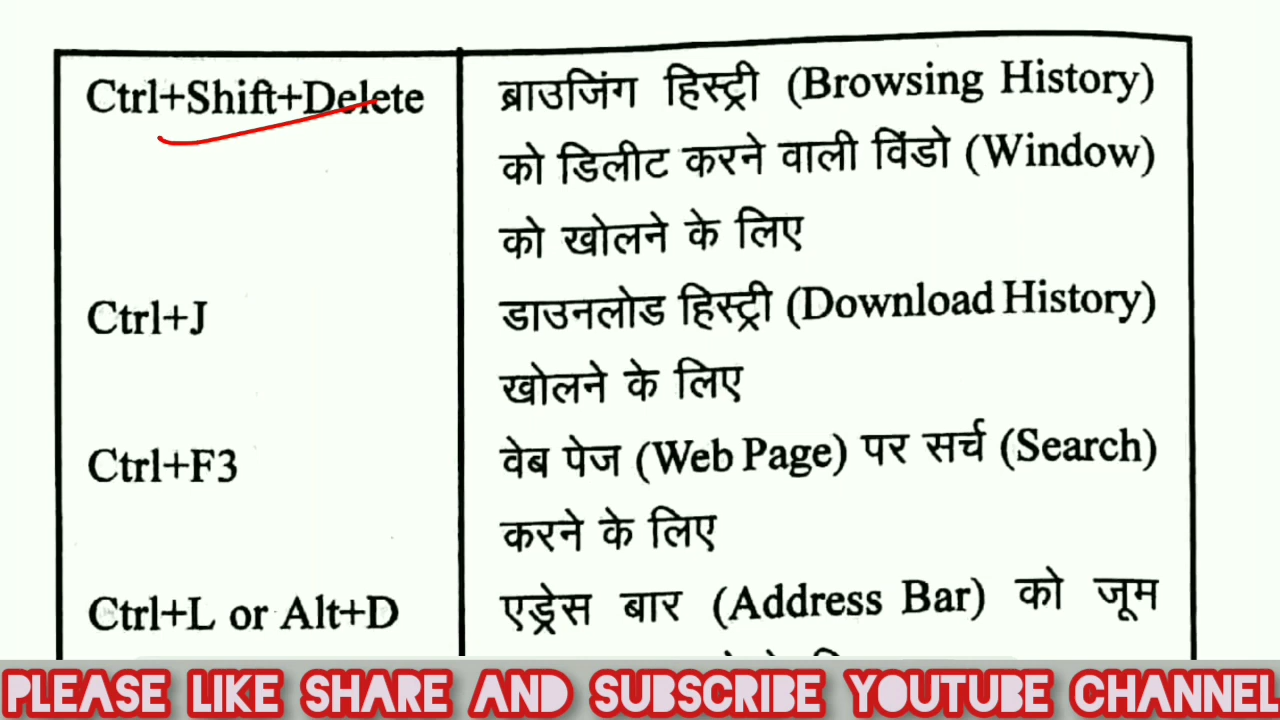 Ctrl+Shift+Delete ब्राउजिंग हिस्ट्री (Browsing History)
को डिलीट करने वाली विंडो (Window)
को खोलने के लिए
Ctrl+J डाउनलोड हिस्ट्री (Download History)
खोलने के लिए
Ctrl+F3 वेब पेज (Web Page) पर सर्च (Search)
करने के लिए
Ctrl+L or Alt+D एड्रेस बार (Address Bar) को जूम
PLEASE LIKE SHARE AND SUBSCRIBE YOUTUBE CHANNEL